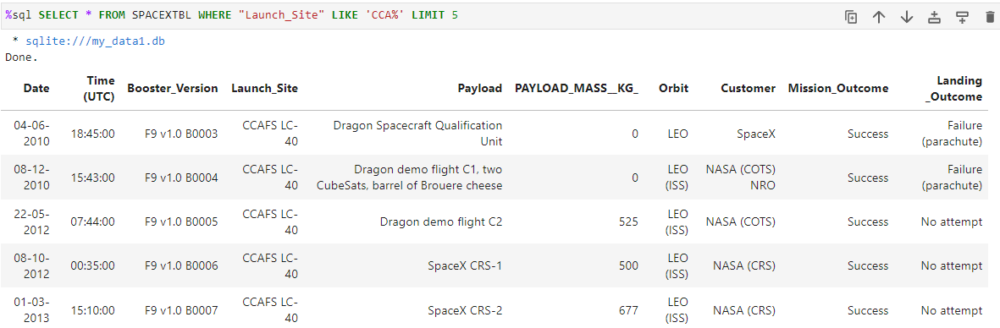 %sql SELECT * FROM SPACEXTBL WHERE "Launch_Site" LIKE 'CCA%' LIMIT 5
* sqlite:///my_data1.db
Done.
Date Time (UTC) Booster_Version Launch_Site Payload PAYLOAD_MASS__KG_ Orbit Customer Mission_Outcome Landing _Outcome
04-06-2010 18:45:00 F9 v1.0 B0003 CCAFS LC-40 Dragon Spacecraft Qualification Unit 0 LEO SpaceX Success Failure (parachute)
08-12-2010 15:43:00 F9 v1.0 B0004 CCAFS LC-40 Dragon demo flight C1, two CubeSats, barrel of Brouere cheese 0 LEO (ISS) NASA (COTS) NRO Success Failure (parachute)
22-05-2012 07:44:00 F9 v1.0 B0005 CCAFS LC-40 Dragon demo flight C2 525 LEO (ISS) NASA (COTS) Success No attempt
08-10-2012 00:35:00 F9 v1.0 B0006 CCAFS LC-40 SpaceX CRS-1 500 LEO (ISS) NASA (CRS) Success No attempt
01-03-2013 15:10:00 F9 v1.0 B0007 CCAFS LC-40 SpaceX CRS-2 677 LEO (ISS) NASA (CRS) Success No attempt